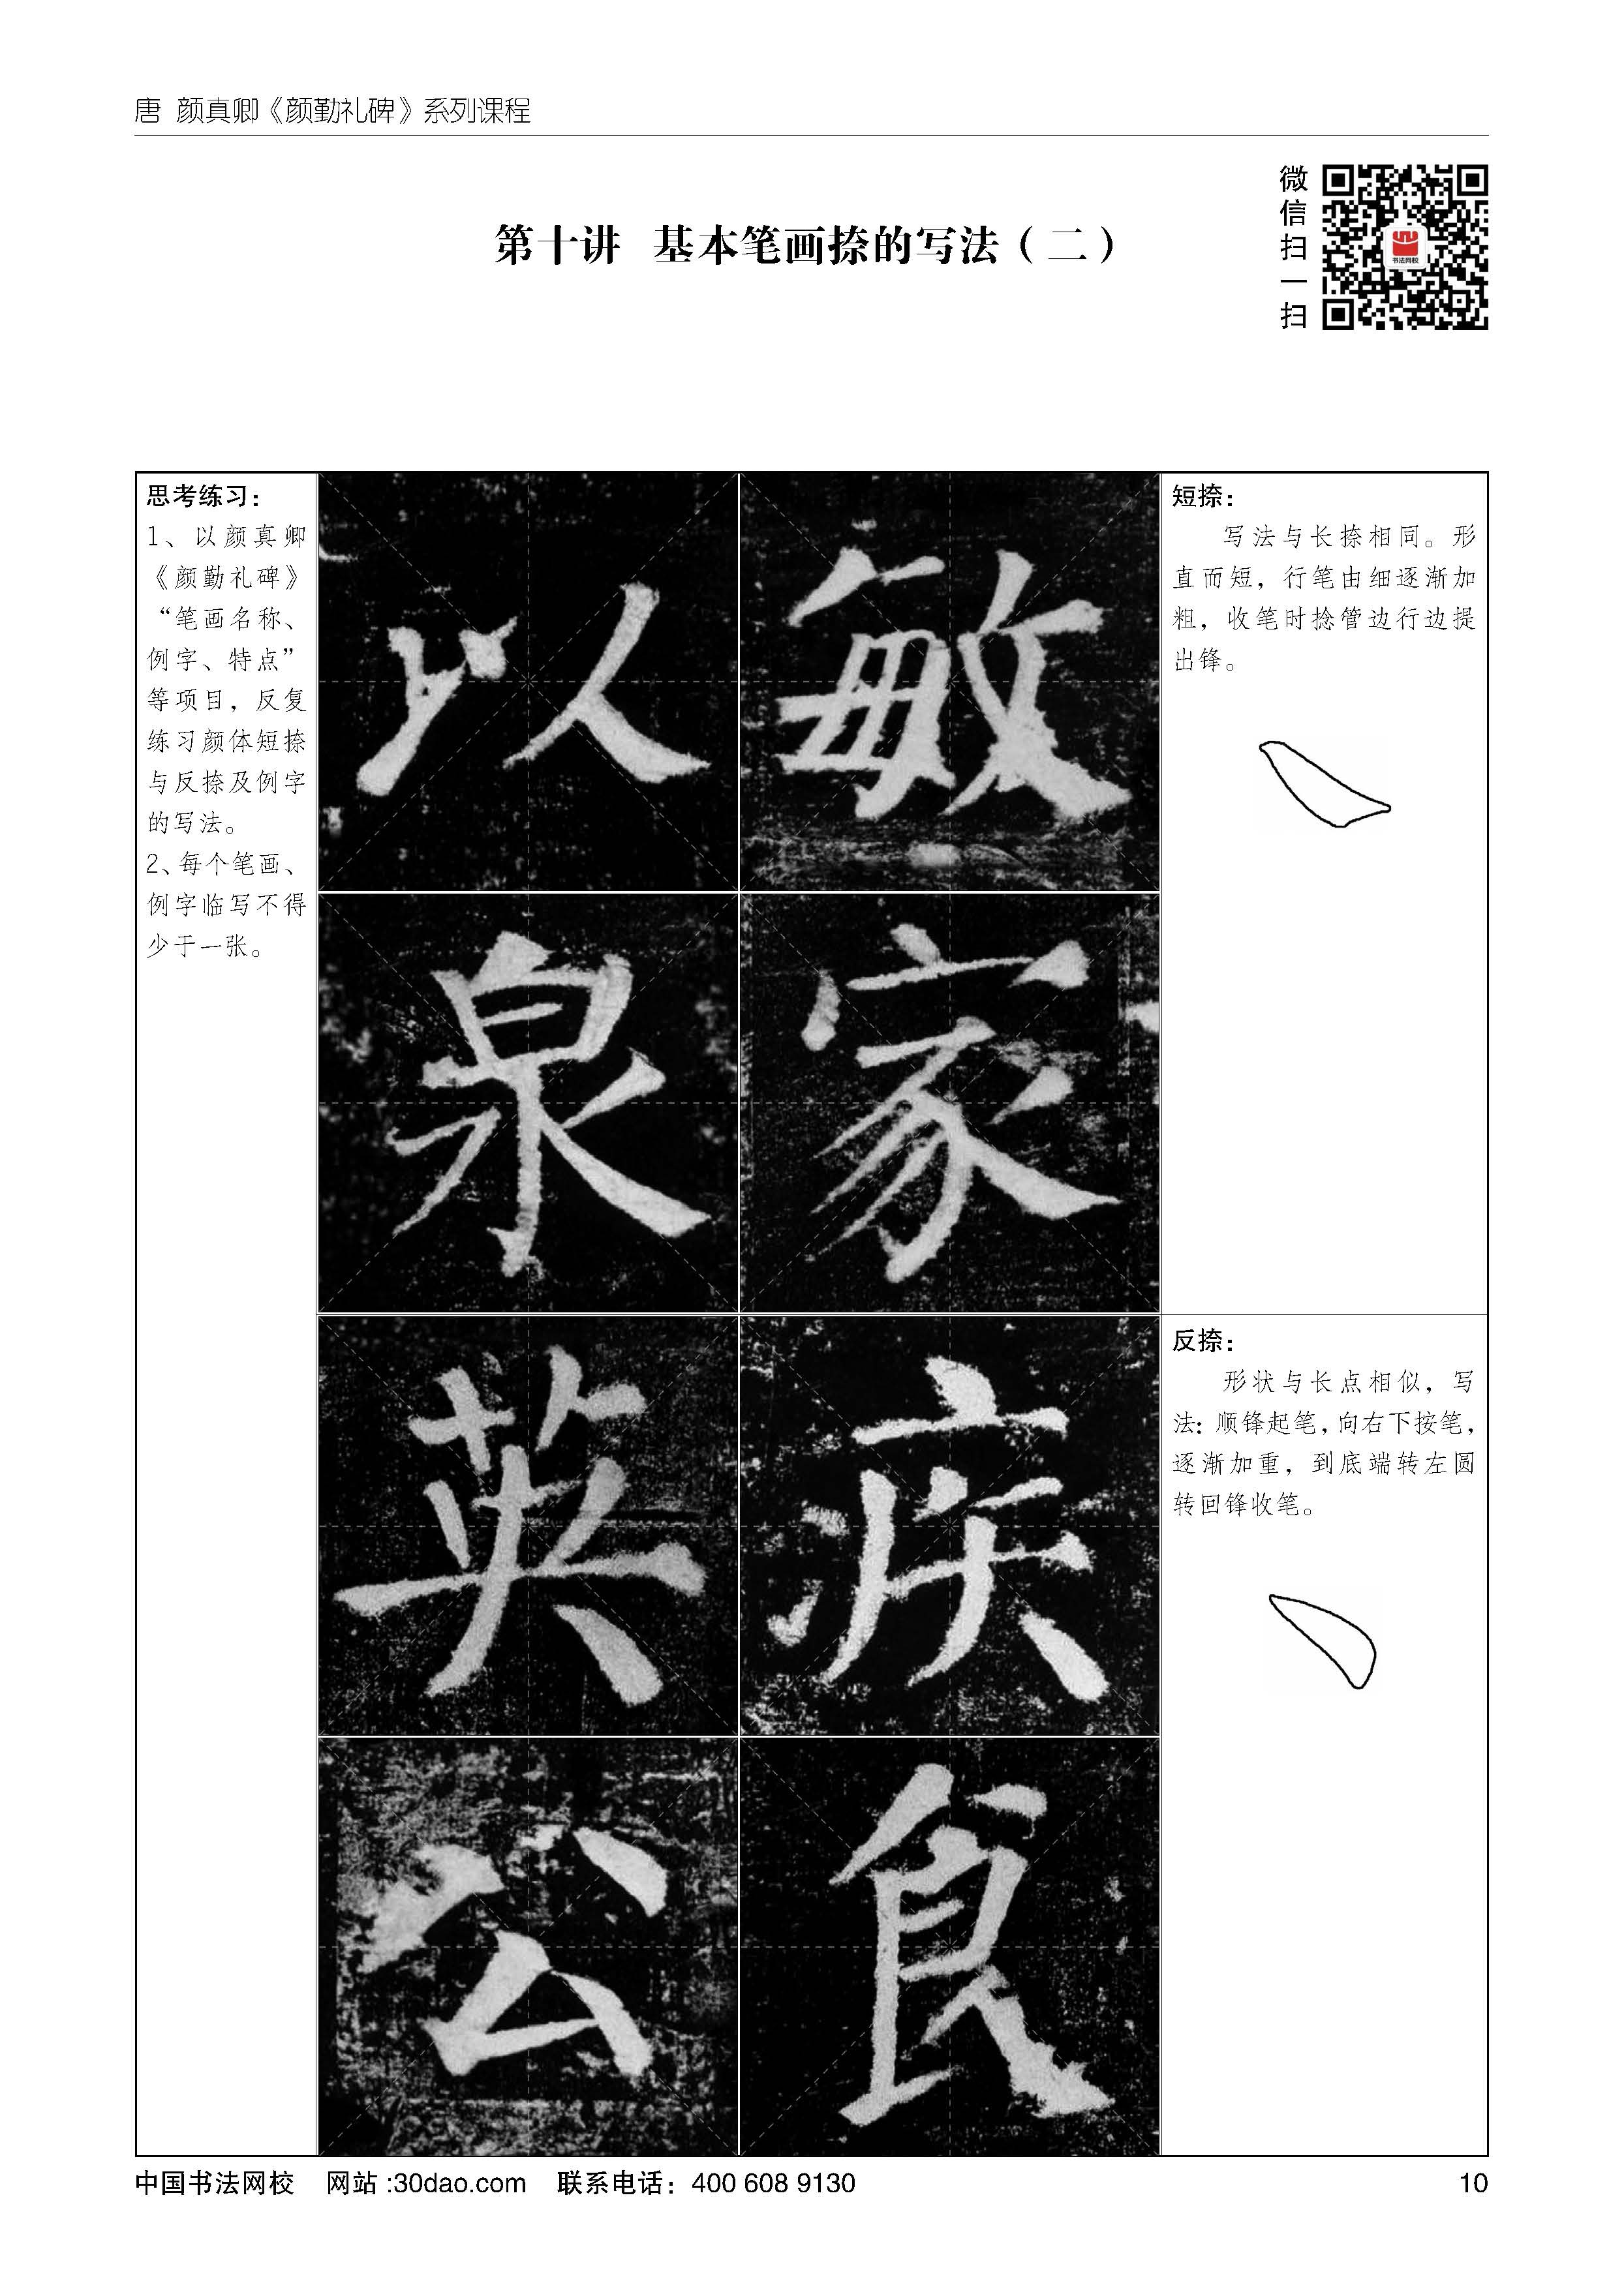 唐 颜真卿《颜勤礼碑》系列课程
微信扫一扫
书法网校
第十讲 基本笔画捺的写法（二）
短捺：
写法与长捺相同。形
直而短，行笔由细逐渐加
粗，收笔时捻管边行边提
出锋。
反捺：
形状与长点相似，写
法：顺锋起笔，向右下按笔，
逐渐加重，到底端转左圆
转回锋收笔。
敏
家
疾
食
以
泉
英
公
思考练习：
1、以颜真卿
《颜勤礼碑》
“笔画名称、
例字、特点”
等项目，反复
练习颜体短捺
与反捺及例字
的写法。
2、每个笔画、
例字临写不得
少于一张。
中国书法网校 网站:30dao.com 联系电话：400 608 9130
10